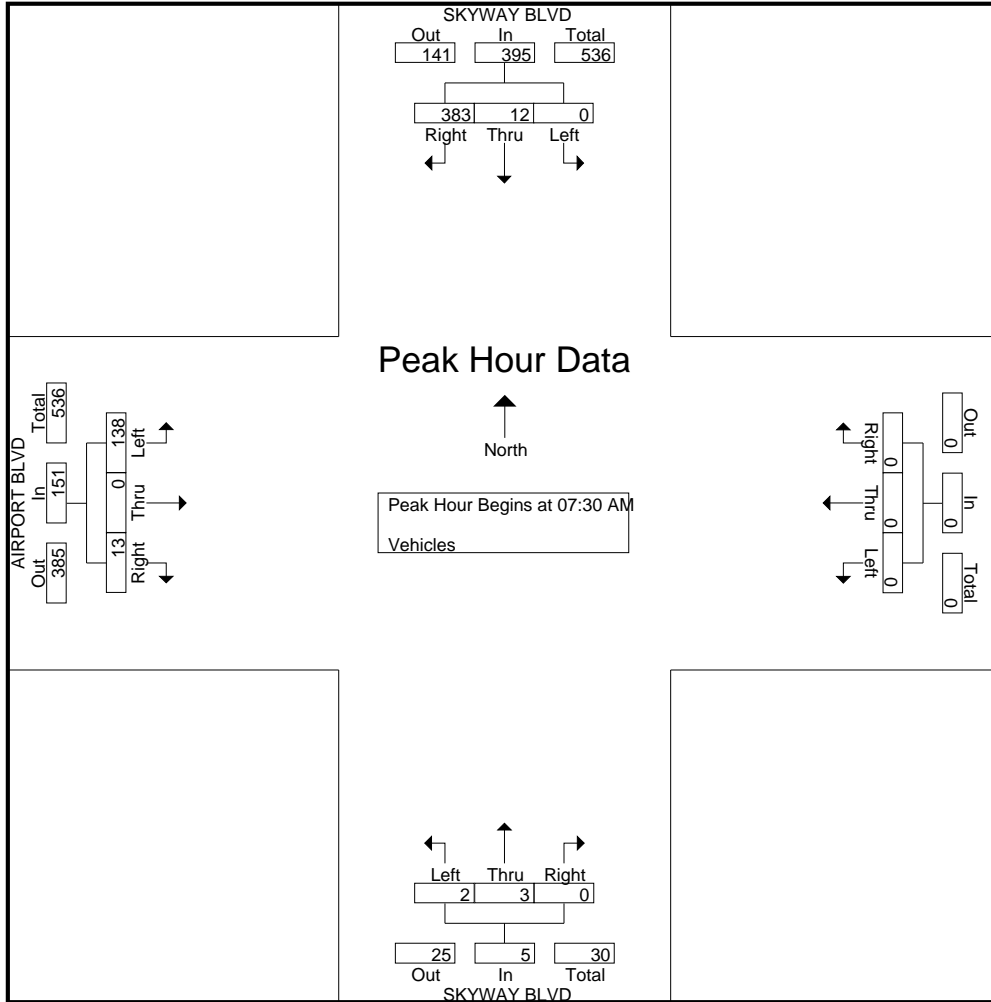 SKYWAY BLVD
Out In Total
141 395 536
383 12 0
Right Thru Left
Peak Hour Data
North
Peak Hour Begins at 07:30 AM
Vehicles
AIRPORT BLVD
Out In Total
385 151 536
13 0 138
Right Thru Left
Out In Total
0 0 0
Right Thru Left
0 0 0
Left Thru Right
2 3 0
25 5 30
Out In Total
SKYWAY BLVD